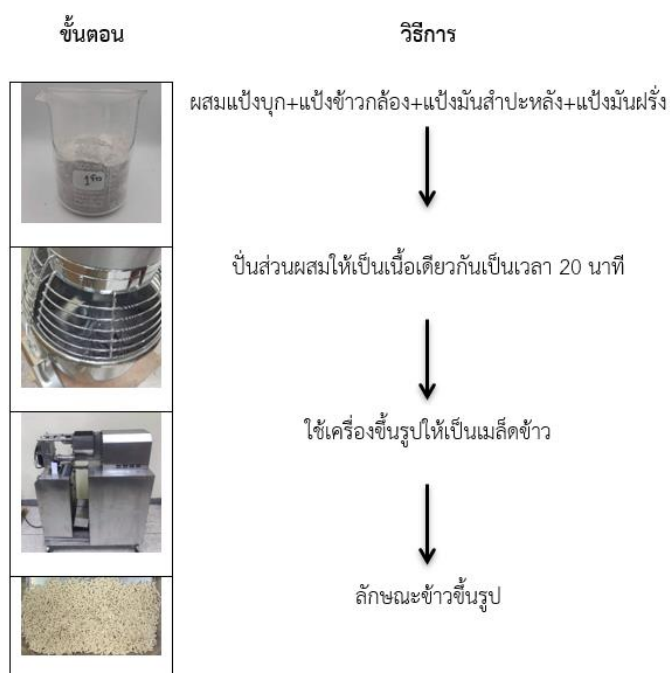 ขั้นตอน
วิธีการ
ผสมแป้งบุก+แป้งข้าวกล้อง+แป้งมันสำปะหลัง+แป้งมันฝรั่ง
ปั่นส่วนผสมให้เป็นเนื้อเดียวกันเป็นเวลา 20 นาที
ใช้เครื่องขึ้นรูปให้เป็นเมล็ดข้าว
ลักษณะข้าวขึ้นรูป